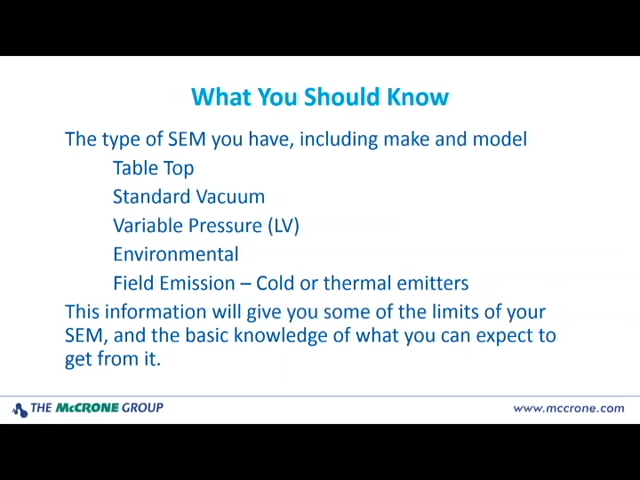 What You Should Know
The type of SEM you have, including make and model
Table Top
Standard Vacuum
Variable Pressure (LV)
Environmental
Field Emission – Cold or thermal emitters
This information will give you some of the limits of your
SEM, and the basic knowledge of what you can expect to
get from it.
THE McCRONE GROUP
www.mccrone.com